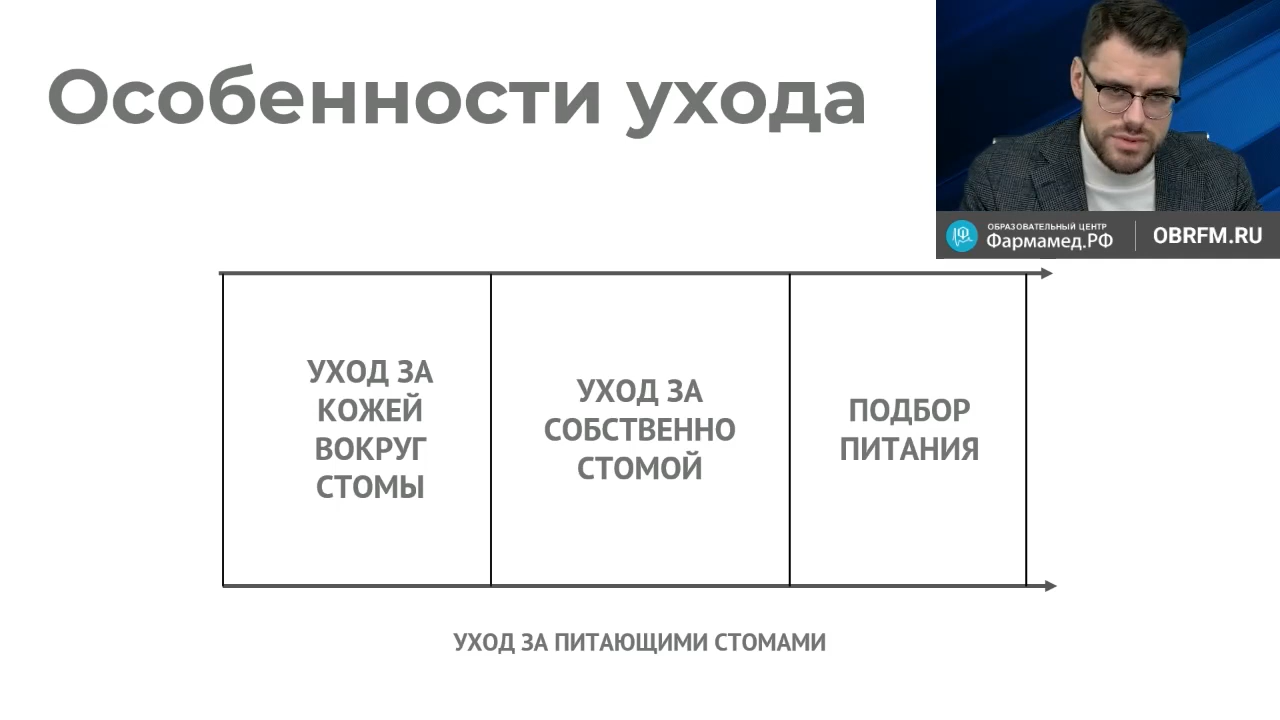 Особенности ухода
ОБРАЗОВАТЕЛЬНЫЙ ЦЕНТР
Фармамед.РФ
OBRFM.RU
УХОД ЗА
КОЖЕЙ
ВОКРУГ
СТОМЫ
УХОД ЗА
СОБСТВЕННО
СТОМОЙ
ПОДБОР
ПИТАНИЯ
УХОД ЗА ПИТАЮЩИМИ СТОМАМИ